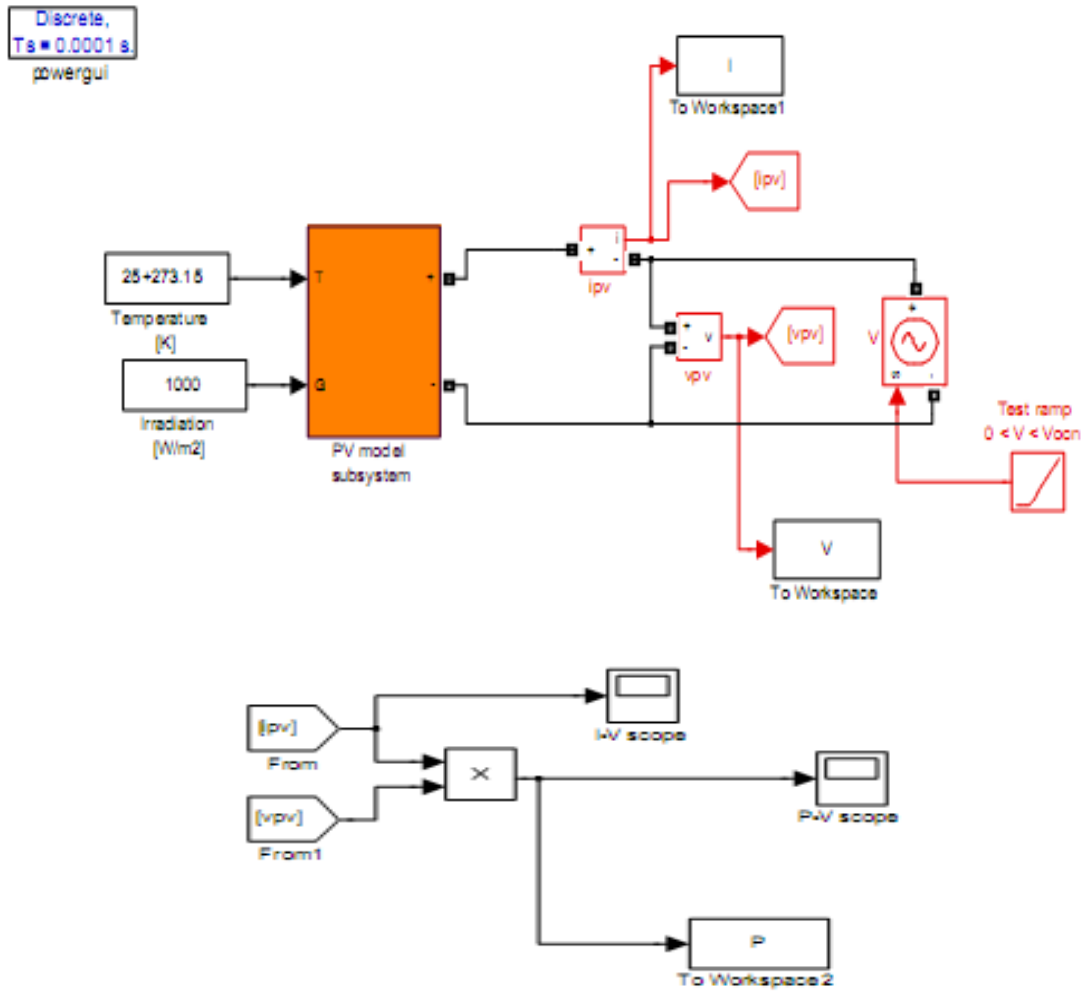 Discrete,
Ts = 0.0001 s.
powergui
I
To Workspace1
[ipv]
i
+
-
ipv
25+273.15
Temperature
[K]
T
+
1000
Irradiation
[W/m2]
G
-
PV model
subsystem
+
-
v
vpv
[vpv]
V
+
s
-
Test ramp
0 < V < Vocn
V
To Workspace
[ipv]
From
I-V scope
X
[vpv]
From1
P-V scope
P
To Workspace2